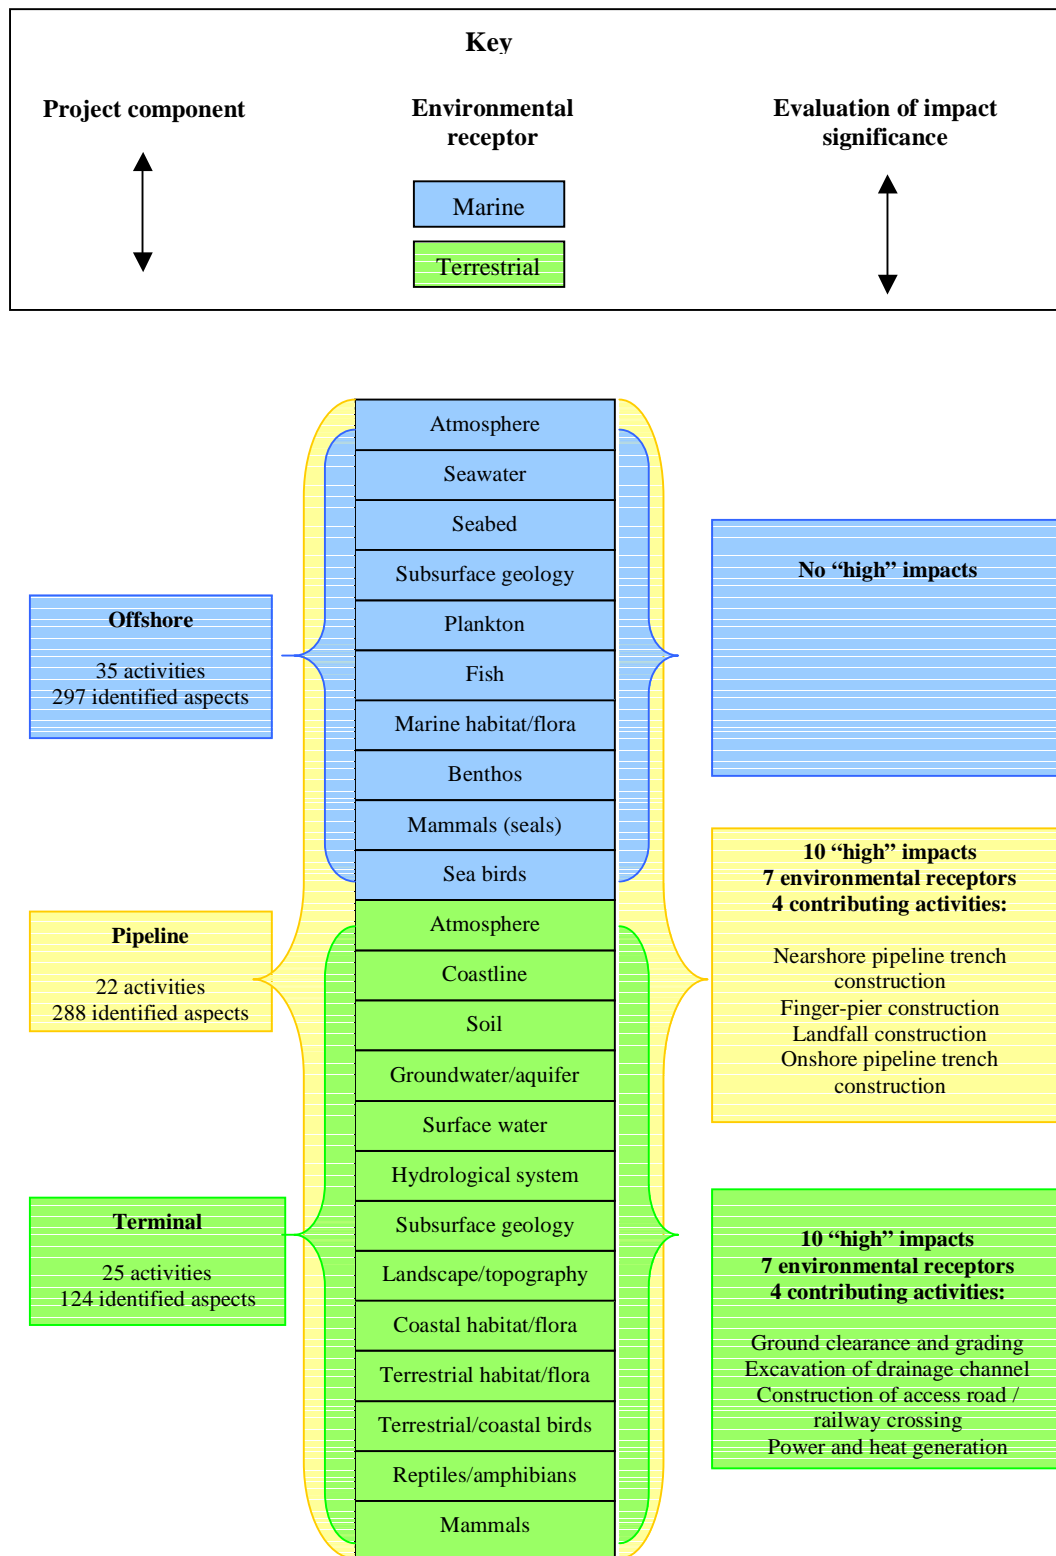 Key
Project component
Environmental
receptor
Evaluation of impact
significance
Marine
Terrestrial
Atmosphere
Seawater
Seabed
Subsurface geology
Plankton
Fish
Marine habitat/flora
Benthos
Mammals (seals)
Sea birds
Atmosphere
Coastline
Soil
Groundwater/aquifer
Surface water
Hydrological system
Subsurface geology
Landscape/topography
Coastal habitat/flora
Terrestrial habitat/flora
Terrestrial/coastal birds
Reptiles/amphibians
Mammals
Offshore
35 activities
297 identified aspects
Pipeline
22 activities
288 identified aspects
Terminal
25 activities
124 identified aspects
No “high” impacts
10 “high” impacts
7 environmental receptors
4 contributing activities:
Nearshore pipeline trench
construction
Finger-pier construction
Landfall construction
Onshore pipeline trench
construction
10 “high” impacts
7 environmental receptors
4 contributing activities:
Ground clearance and grading
Excavation of drainage channel
Construction of access road /
railway crossing
Power and heat generation